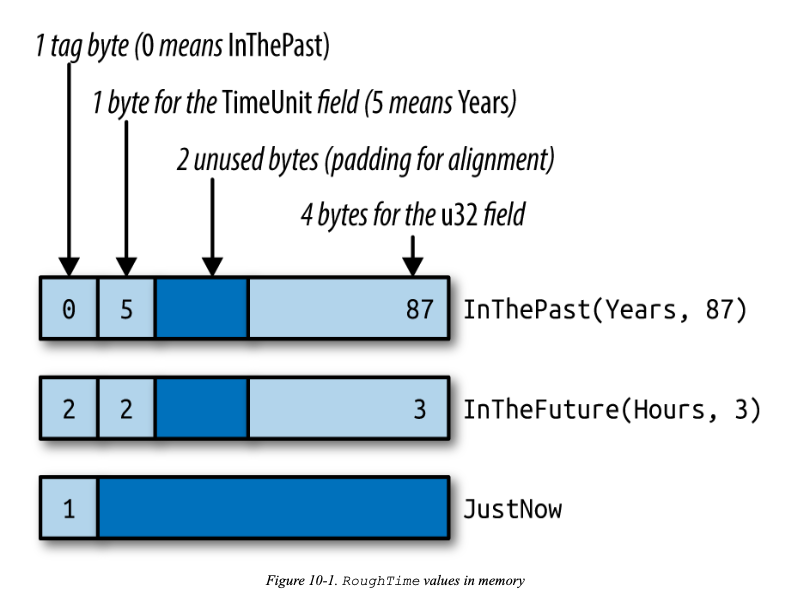 1 tag byte (0 means InThePast)
1 byte for the TimeUnit field (5 means Years)
2 unused bytes (padding for alignment)
4 bytes for the u32 field
0 5 87 InThePast(Years, 87)
2 2 3 InTheFuture(Hours, 3)
1 JustNow
Figure 10-1. RoughTime values in memory